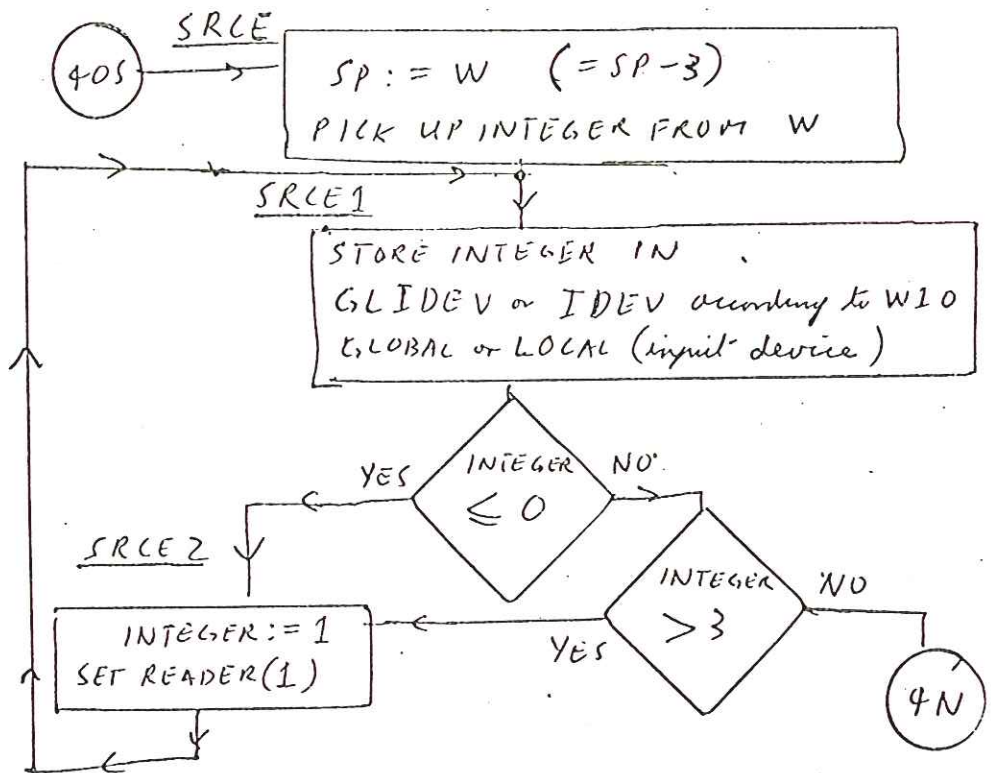 SRCE
40S
SP := W (= SP-3)
PICK UP INTEGER FROM W
SRCE1
STORE INTEGER IN .
GLIDEV or IDEV according to W10
GLOBAL or LOCAL (input device)
YES
INTEGER
≤ 0
NO
SRCE2
INTEGER
> 3
NO
YES
INTEGER := 1
SET READER(1)
4N